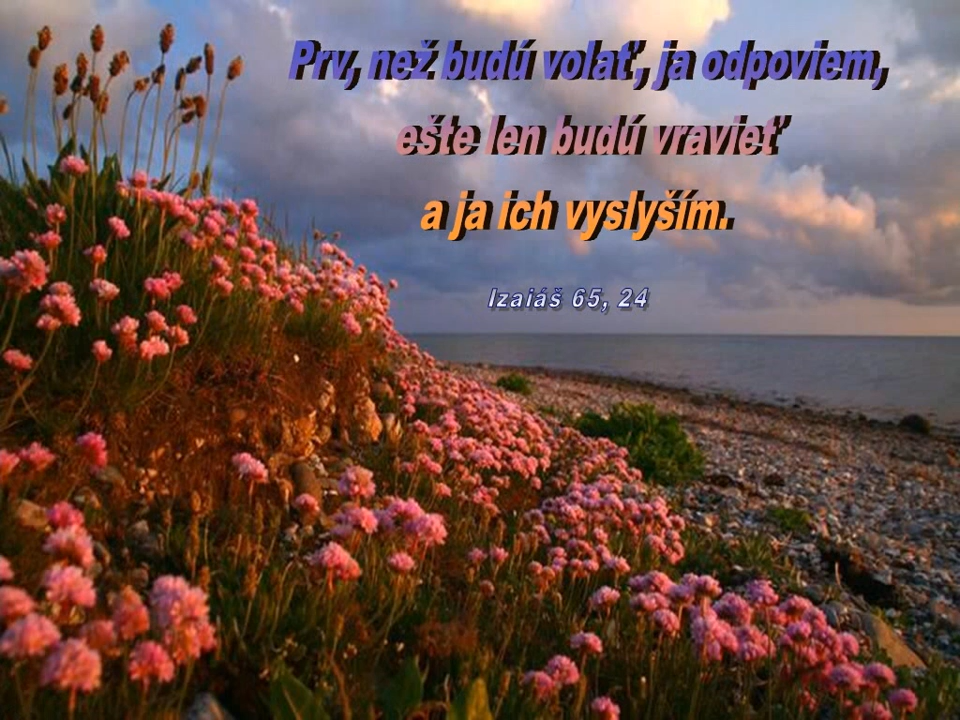 Prv, než budú volať, ja odpoviem,
ešte len budú vravieť
a ja ich vyslyším.
Izaiáš 65, 24